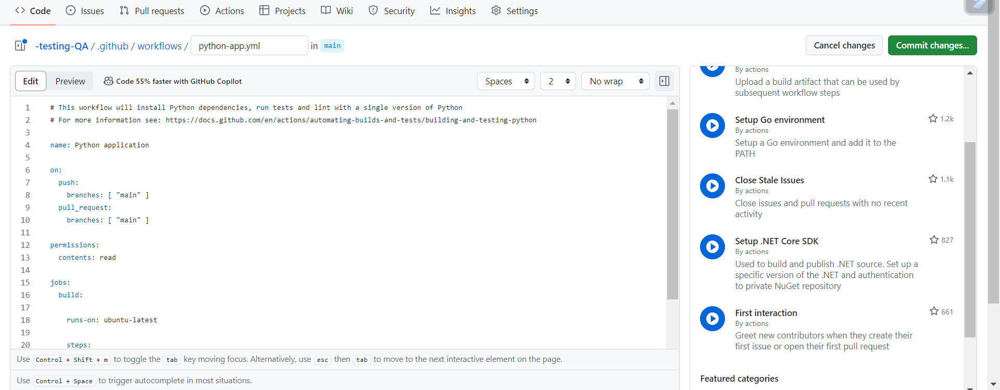 Code Issues Pull requests Actions Projects Wiki Security Insights Settings
-testing-QA / .github / workflows / python-app.yml in main
Cancel changes Commit changes...
Edit Preview Code 55% faster with GitHub Copilot Spaces 2 No wrap
1 # This workflow will install Python dependencies, run tests and lint with a single version of Python
2 # For more information see: https://docs.github.com/en/actions/automating-builds-and-tests/building-and-testing-python
3
4 name: Python application
5
6 on:
7 push:
8 branches: [ "main" ]
9 pull_request:
10 branches: [ "main" ]
11
12 permissions:
13 contents: read
14
15 jobs:
16 build:
17
18 runs-on: ubuntu-latest
19
20 steps:
Use Control + Shift + m to toggle the tab key moving focus. Alternatively, use esc then tab to move to the next interactive element on the page.
Use Control + Space to trigger autocomplete in most situations.
By actions
Upload a build artifact that can be used by
subsequent workflow steps
Setup Go environment 1.2k
By actions
Setup a Go environment and add it to the
PATH
Close Stale Issues 1.1k
By actions
Close issues and pull requests with no recent
activity
Setup .NET Core SDK 827
By actions
Used to build and publish .NET source. Set up a
specific version of the .NET and authentication
to private NuGet repository
First interaction 661
By actions
Greet new contributors when they create their
first issue or open their first pull request
Featured categories